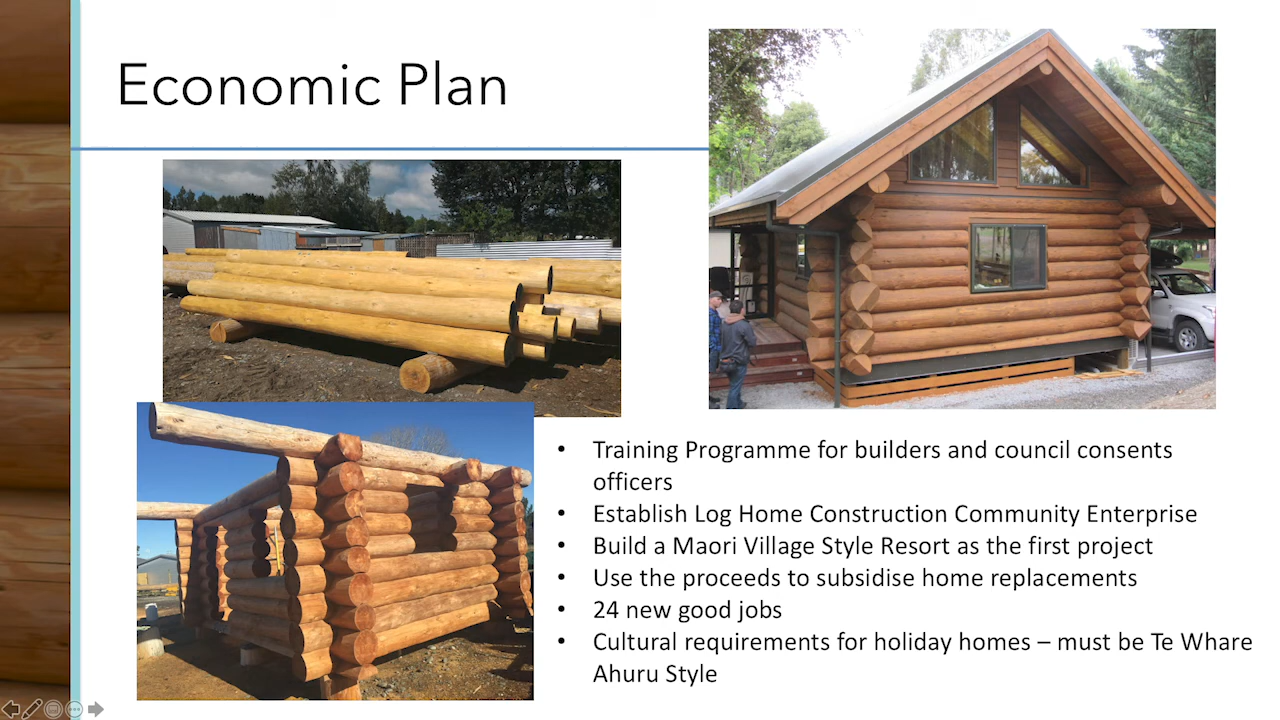 Economic Plan
• Training Programme for builders and council consents
officers
• Establish Log Home Construction Community Enterprise
• Build a Maori Village Style Resort as the first project
• Use the proceeds to subsidise home replacements
• 24 new good jobs
• Cultural requirements for holiday homes – must be Te Whare
Ahuru Style